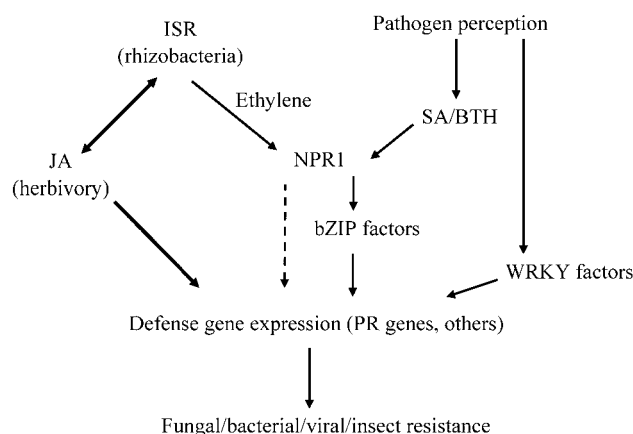 ISR
(rhizobacteria)
Pathogen perception
Ethylene
SA/BTH
JA
(herbivory)
NPR1
bZIP factors
WRKY factors
Defense gene expression (PR genes, others)
Fungal/bacterial/viral/insect resistance